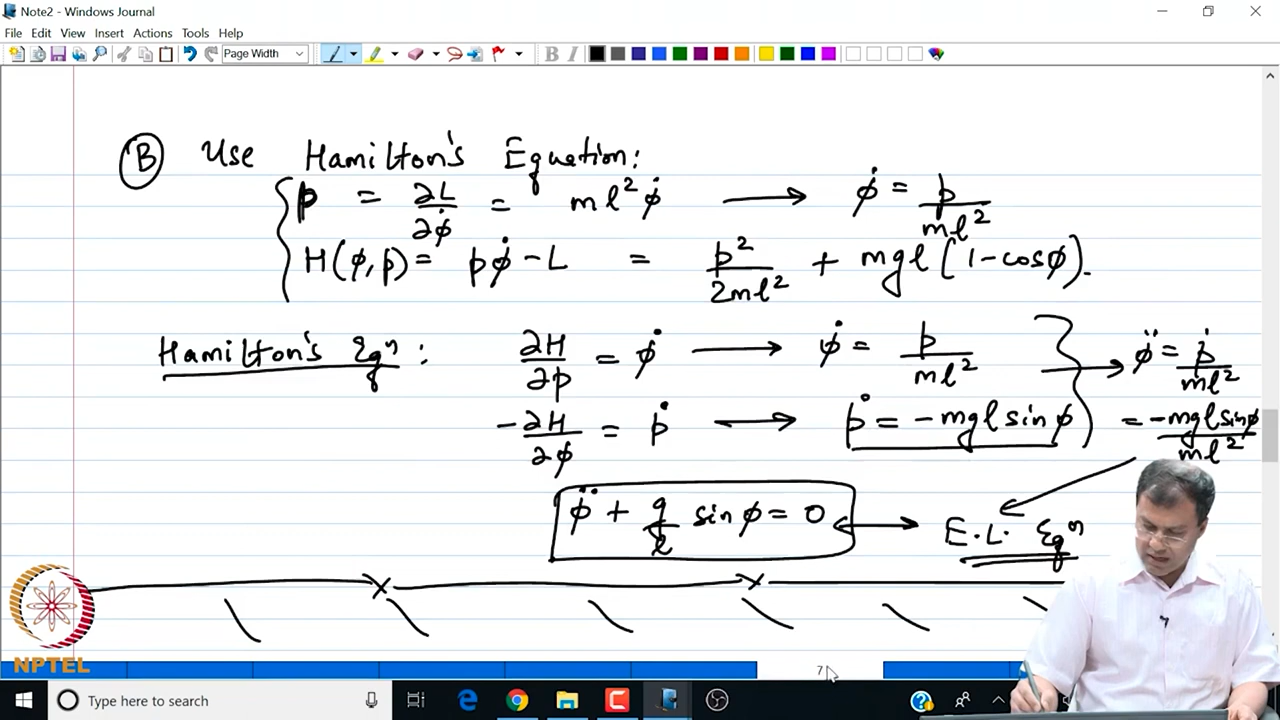 Note2 - Windows Journal
File Edit View Insert Actions Tools Help
Page Width
B I
Ⓑ Use Hamilton's Equation:
p = ∂L/∂φ̇ = ml²φ̇ → φ̇ = p/ml²
H(φ,p) = pφ̇ - L = p²/2ml² + mgl(1-cosφ).
Hamilton's Eqⁿ: ∂H/∂p = φ̇ → φ̇ = p/ml² → φ̈ = ṗ/ml²
-∂H/∂φ = ṗ → ṗ = -mgl sinφ = -mgl sinφ/ml²
φ̈ + g/l sinφ = 0 ↔ E.L. Eqⁿ
NPTEL
7
Type here to search